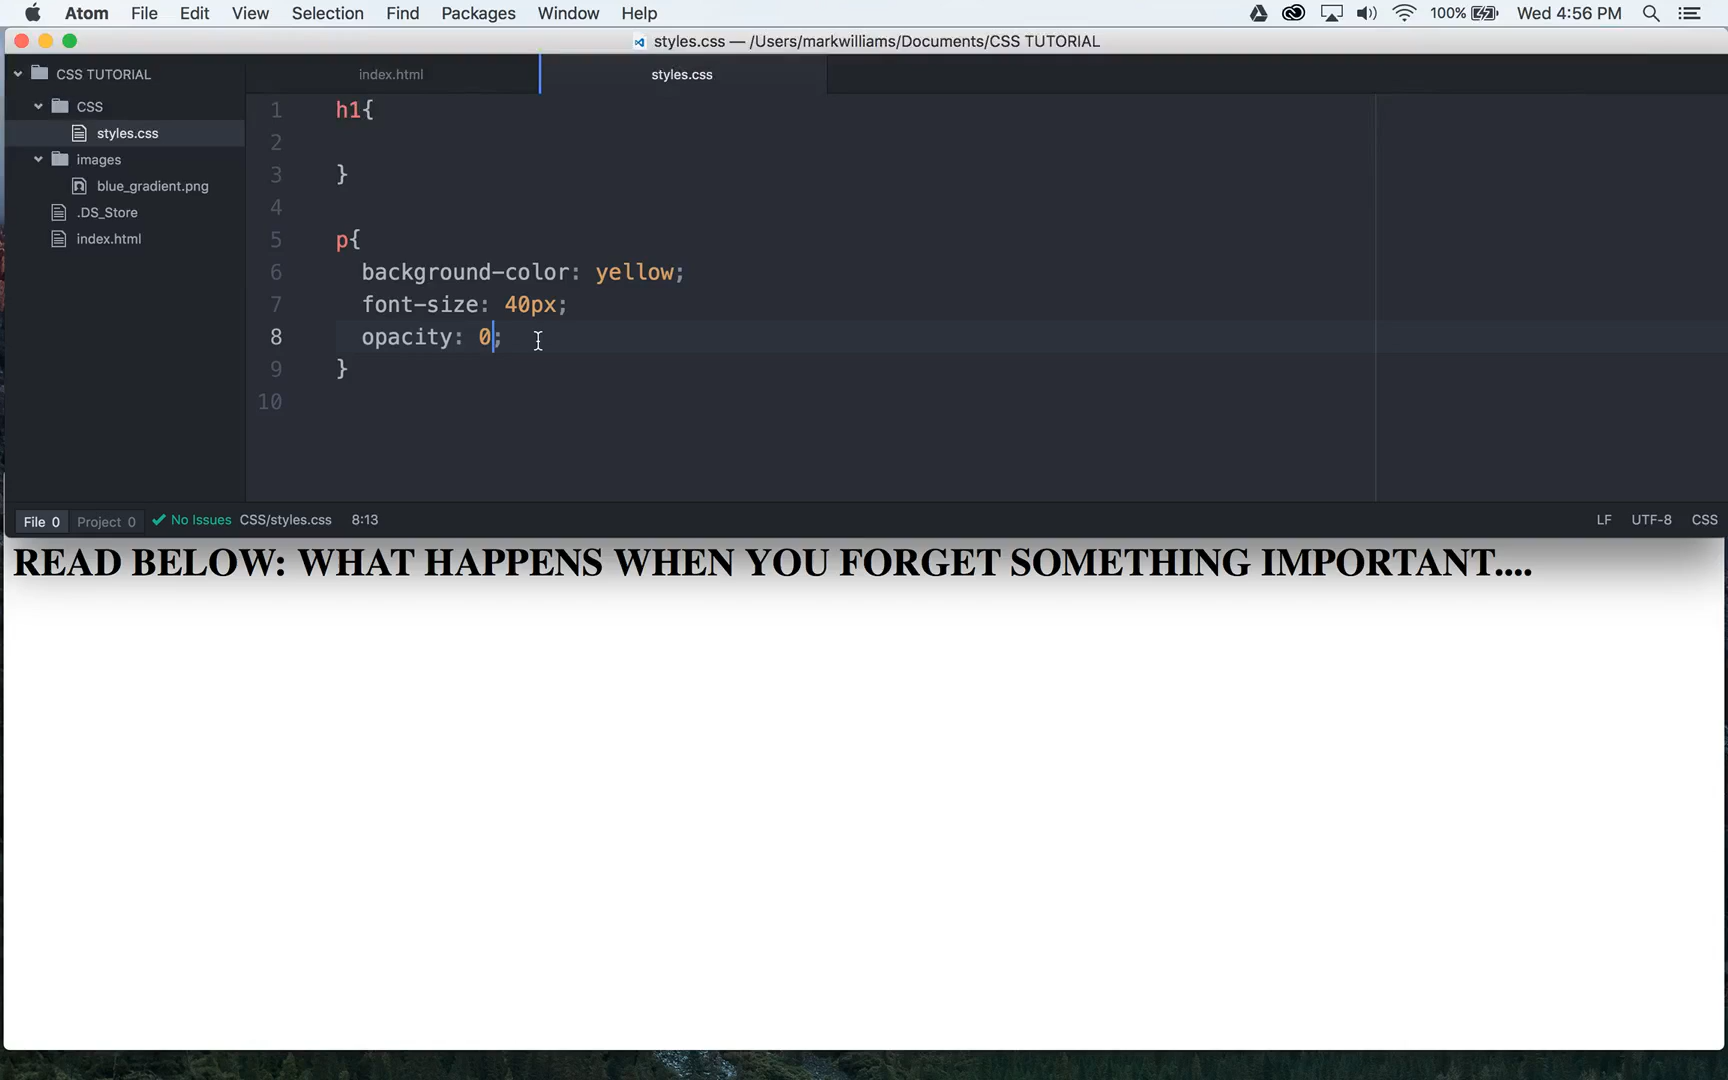 Atom File Edit View Selection Find Packages Window Help 100% Wed 4:56 PM
styles.css — /Users/markwilliams/Documents/CSS TUTORIAL
CSS TUTORIAL
CSS
styles.css
images
blue_gradient.png
.DS_Store
index.html
index.html styles.css
1 h1{
2
3 }
4
5 p{
6 background-color: yellow;
7 font-size: 40px;
8 opacity: 0;
9 }
10
File 0 Project 0 No Issues CSS/styles.css 8:13 LF UTF-8 CSS
READ BELOW: WHAT HAPPENS WHEN YOU FORGET SOMETHING IMPORTANT....